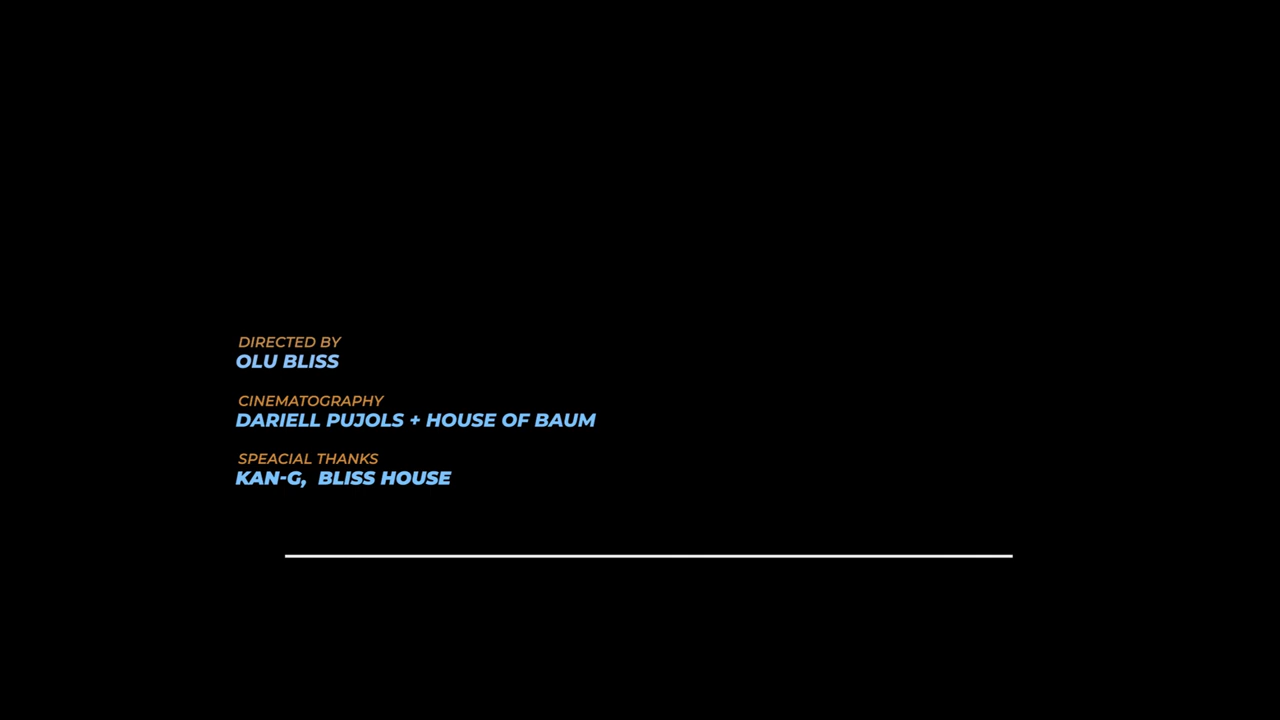 DIRECTED BY
OLU BLISS
CINEMATOGRAPHY
DARIELL PUJOLS + HOUSE OF BAUM
SPEACIAL THANKS
KAN-G, BLISS HOUSE